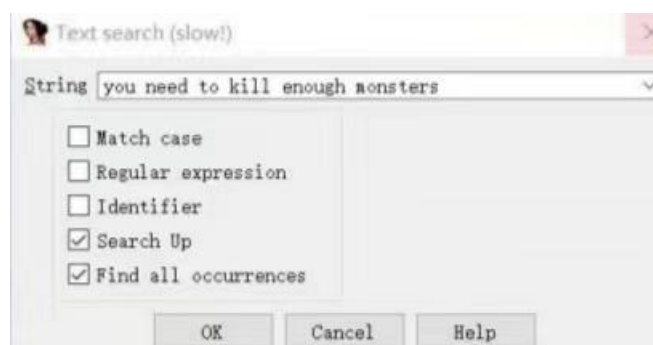 Text search (slow!)
String you need to kill enough monsters
Match case
Regular expression
Identifier
Search Up
Find all occurrences
OK Cancel Help